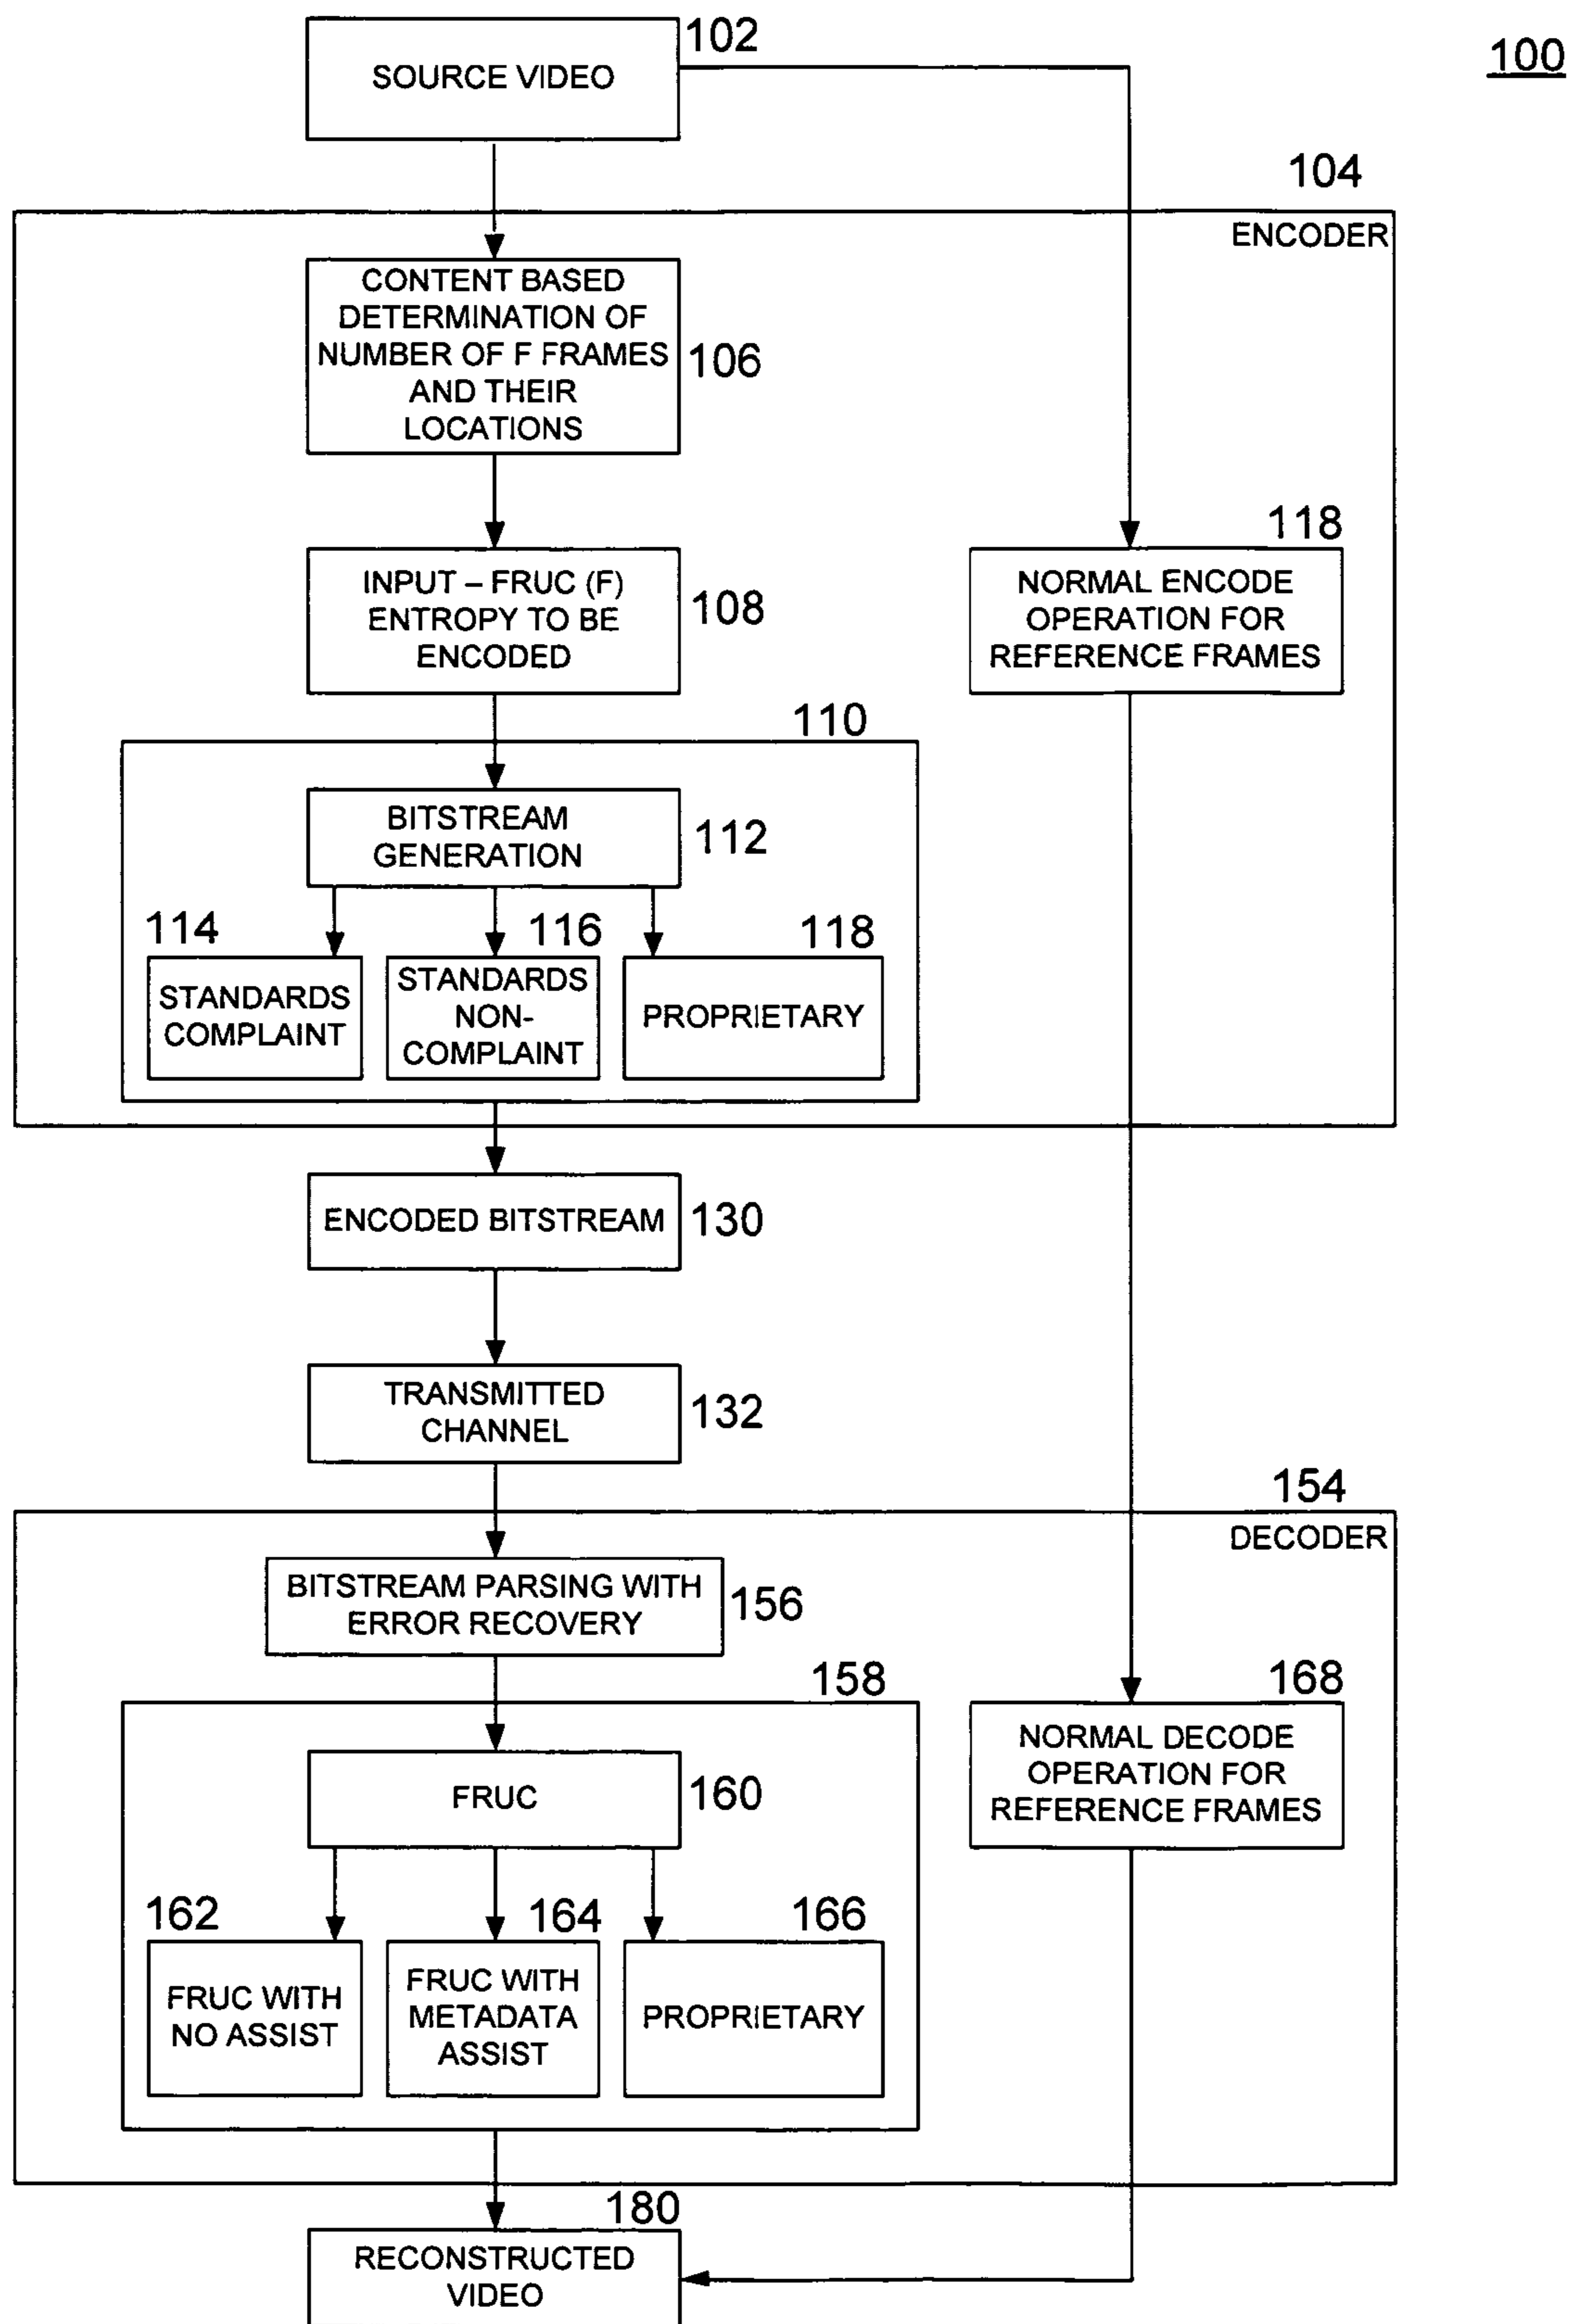 102
100
SOURCE VIDEO
104
ENCODER
CONTENT BASED
DETERMINATION OF
NUMBER OF F FRAMES
AND THEIR
LOCATIONS
106
118
INPUT – FRUC (F)
ENTROPY TO BE
ENCODED
108
NORMAL ENCODE
OPERATION FOR
REFERENCE FRAMES
110
BITSTREAM
GENERATION
112
114
116
118
STANDARDS
COMPLAINT
STANDARDS
NON-
COMPLAINT
PROPRIETARY
ENCODED BITSTREAM
130
TRANSMITTED
CHANNEL
132
154
DECODER
BITSTREAM PARSING WITH
ERROR RECOVERY
156
158
168
FRUC
160
NORMAL DECODE
OPERATION FOR
REFERENCE FRAMES
162
164
166
FRUC WITH
NO ASSIST
FRUC WITH
METADATA
ASSIST
PROPRIETARY
180
RECONSTRUCTED
VIDEO